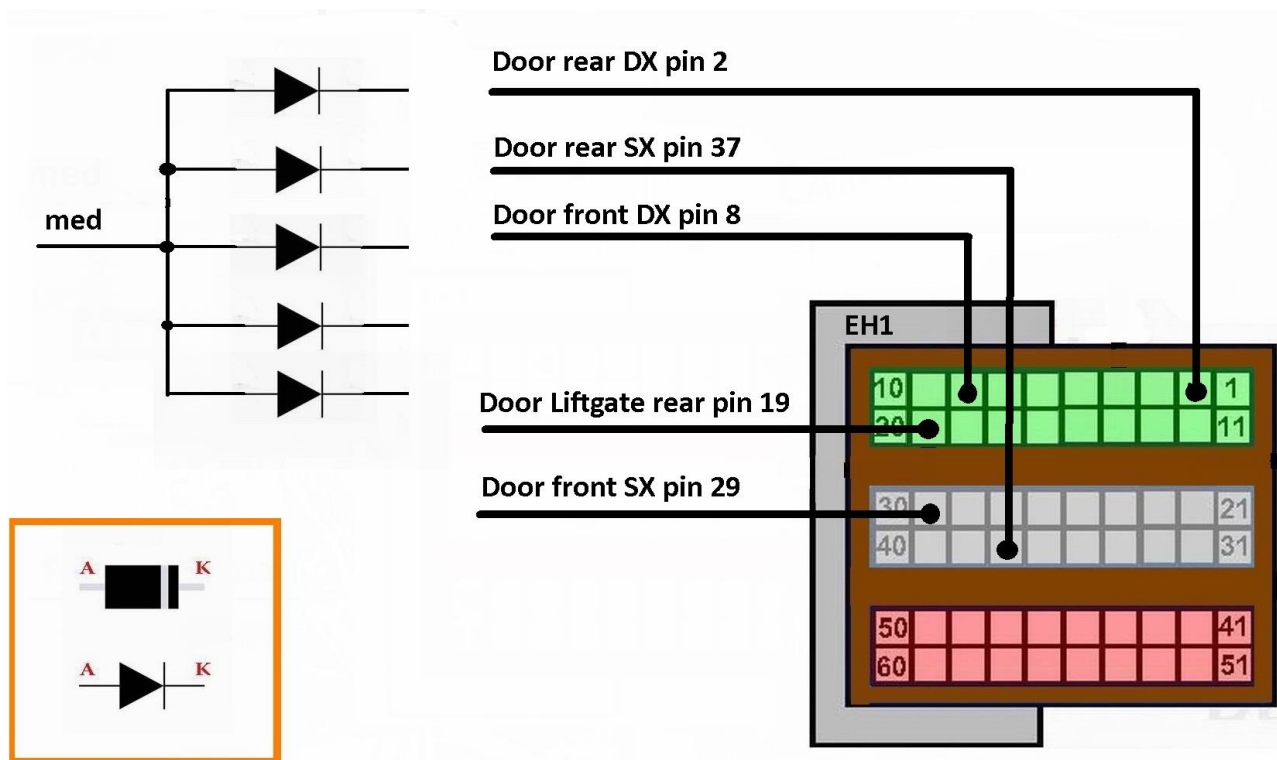 Door rear DX pin 2
Door rear SX pin 37
med
Door front DX pin 8
EH1
10 1
Door Liftgate rear pin 19
20 11
Door front SX pin 29
30 21
40 31
A K
50 41
60 51
A K